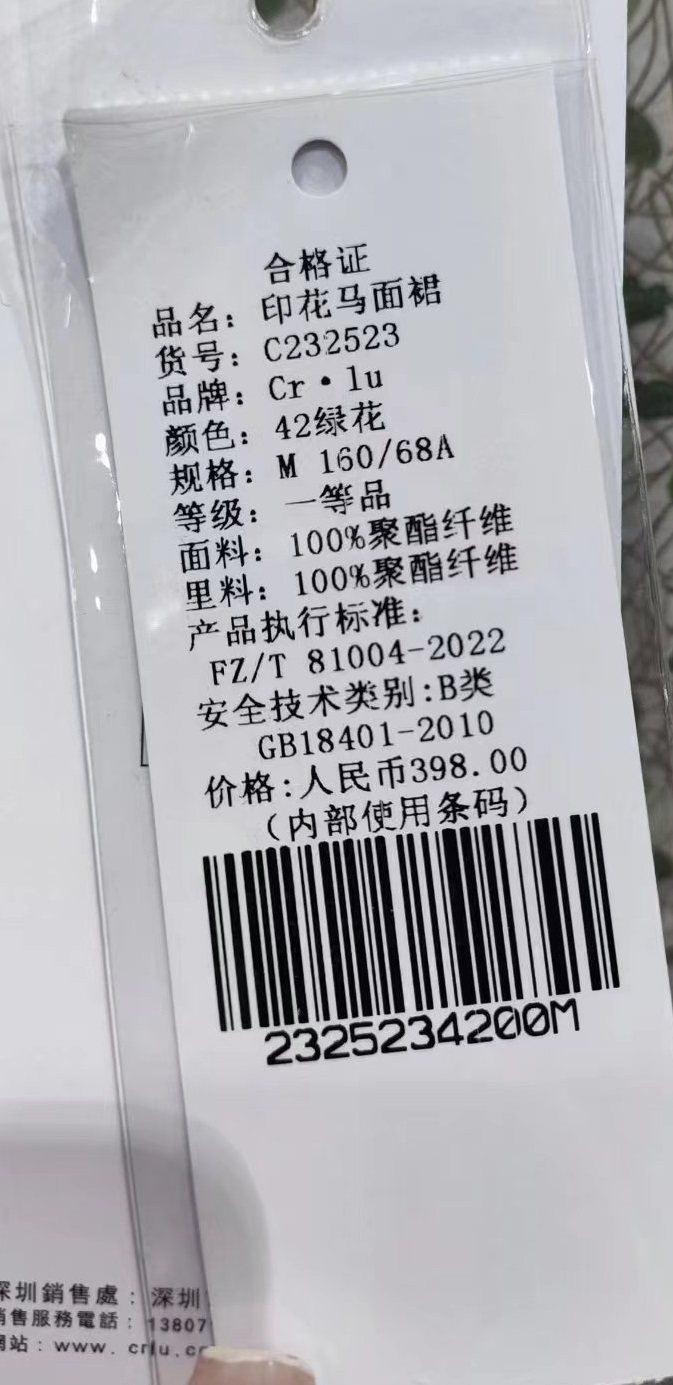 合格证
品名：印花马面裙
货号：C232523
品牌：Cr·lu
颜色：42绿花
规格：M 160/68A
等级：一等品
面料：100%聚酯纤维
里料：100%聚酯纤维
产品执行标准：
FZ/T 81004-2022
安全技术类别:B类
GB18401-2010
价格:人民币398.00
（内部使用条码）
2325234200M
深圳銷售處：深圳
銷售服務電話：13807
網站：www.crlu.c